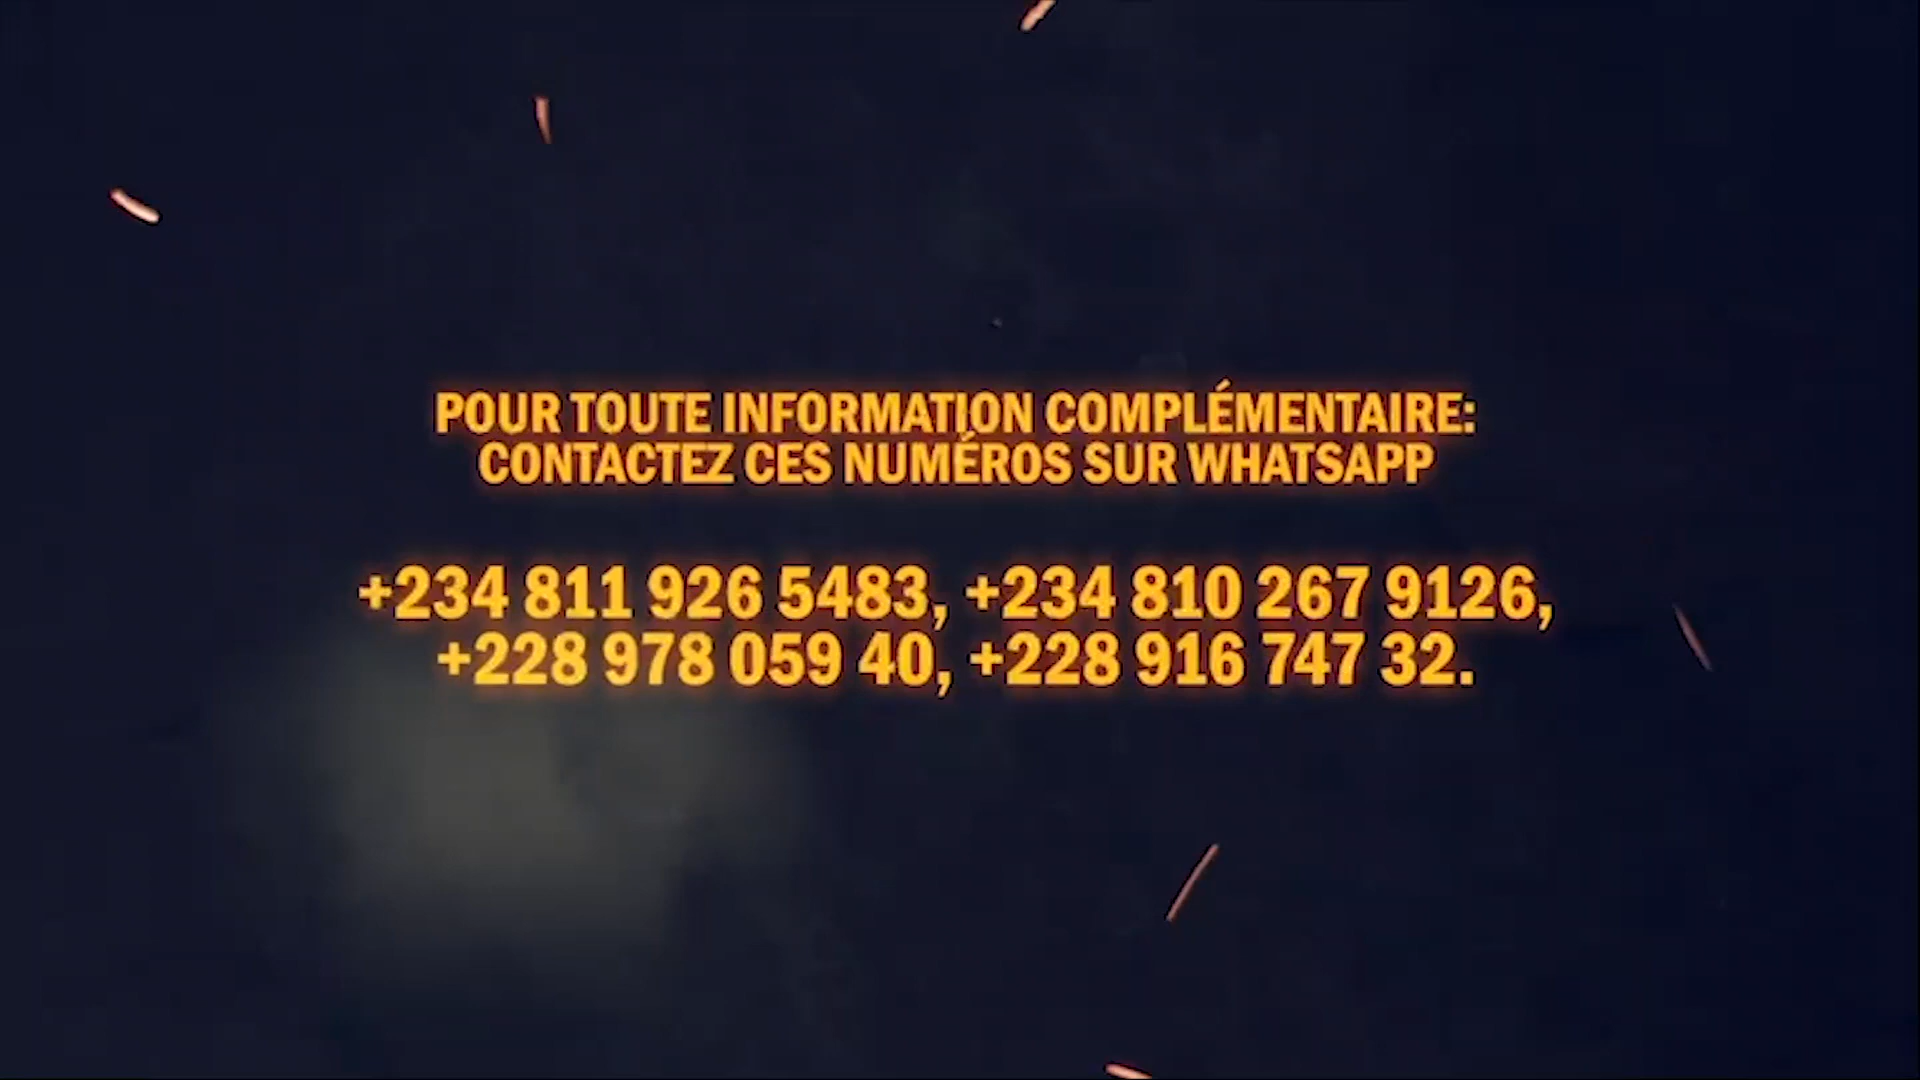 POUR TOUTE INFORMATION COMPLÉMENTAIRE:
CONTACTEZ CES NUMÉROS SUR WHATSAPP
+234 811 926 5483, +234 810 267 9126,
+228 978 059 40, +228 916 747 32.